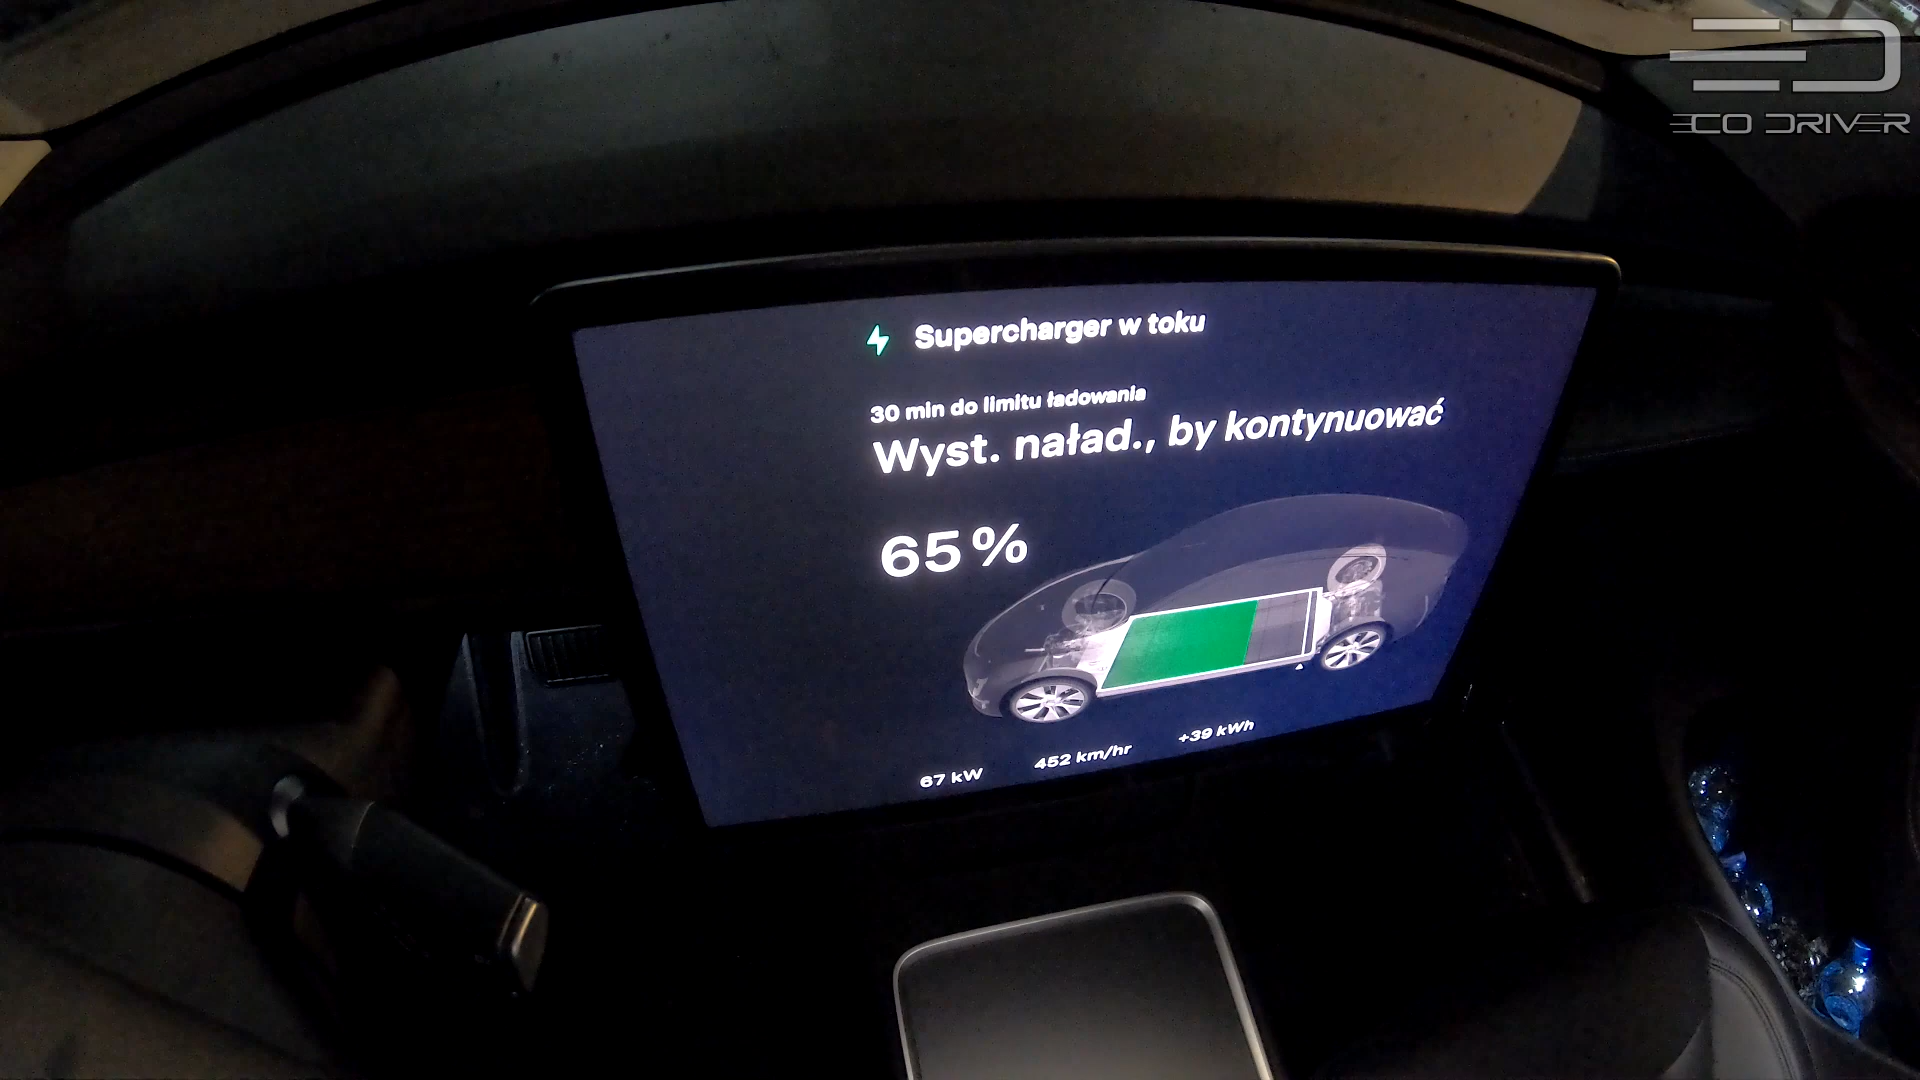 ED
ECO DRIVER
Supercharger w toku
30 min do limitu ładowania
Wyst. naład., by kontynuować
65 %
67 kW
452 km/hr
+39 kWh